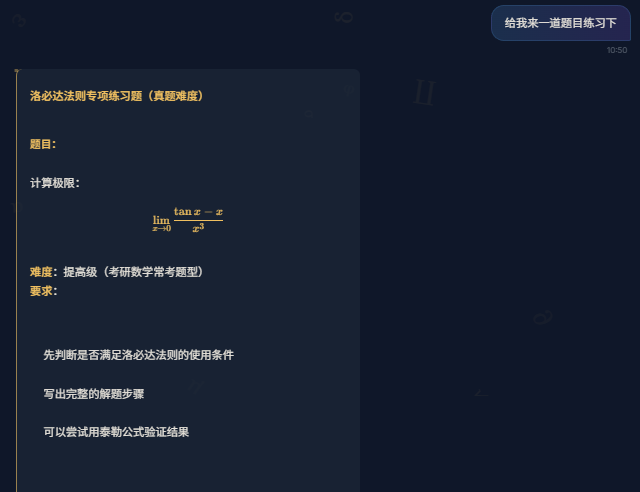 给我来一道题目练习下
10:50
洛必达法则专项练习题（真题难度）
题目：
计算极限：
lim x→0 (tan x − x) / x³
难度：提高级（考研数学常考题型）
要求：
先判断是否满足洛必达法则的使用条件
写出完整的解题步骤
可以尝试用泰勒公式验证结果